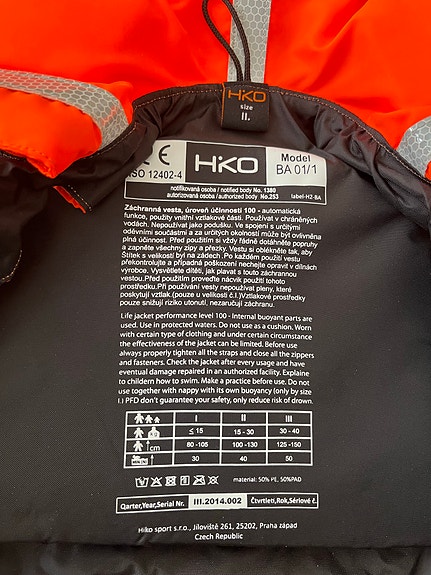 HIKO
size
II.
CE HIKO Model
BA 01/1
ISO 12402-4
notifikovaná osoba / notified body No. 1380
autorizovaná osoba/authorized body No.253 label-HZ-BA
Záchranná vesta, úroveň účinnosti 100 - automatická
funkce, použity vnitřní vztlakové části. Používat v chráněných
vodách. Nepoužívat jako podušku. Ve spojení s určitými
oděvními součástmi a za určitých okolností může být ovlivněna
plná účinnost. Před použitím si vždy řádně dotáhněte popruhy
a zapněte všechny zipy a přezky. Vestu si oblékněte tak, aby
Štítek s velikostí byl na zádech.Po každém použití vestu
překontrolujte a případná poškození nechejte opravit v dílnách
výrobce. Vysvětlete dítěti, jak plavat s touto záchrannou
vestou.Před použitím proveďte nácvik použití tohoto
prostředku.Při používání vesty nepoužívat pleny, které
poskytují vztlak.(pouze u velikosti č.I.)Vztlakové prostředky
pouze snižují riziko utonutí, nezaručují záchranu.
Life jacket performance level 100 - Internal buoyant parts are
used. Use in protected waters. Do not use as a cushion. Worn
with certain type of clothing and under certain circumstance
the effectiveness of the jacket can be limited. Before use
always properly tighten all the straps and close all the zippers
and fasteners. Check the jacket after every usage and have
eventual damage repaired in an authorized facility. Explaine
to childern how to swim. Make a practice before use. Do not
use together with nappy with its own buoyancy (only by size
I.) PFD don't guarantee your safety, only reduce risk of drown.
I II III
≤ 15 15 - 30 30 - 40
cm 80 -105 100 -130 125 -150
30 40 50
material: 50% PE, 50%PAD
Qarter,Year,Serial Nr. III.2014.002 Čtvrtletí,Rok,Sériové č.
Hiko sport s.r.o., Jiloviště 261, 25202, Praha západ
Czech Republic